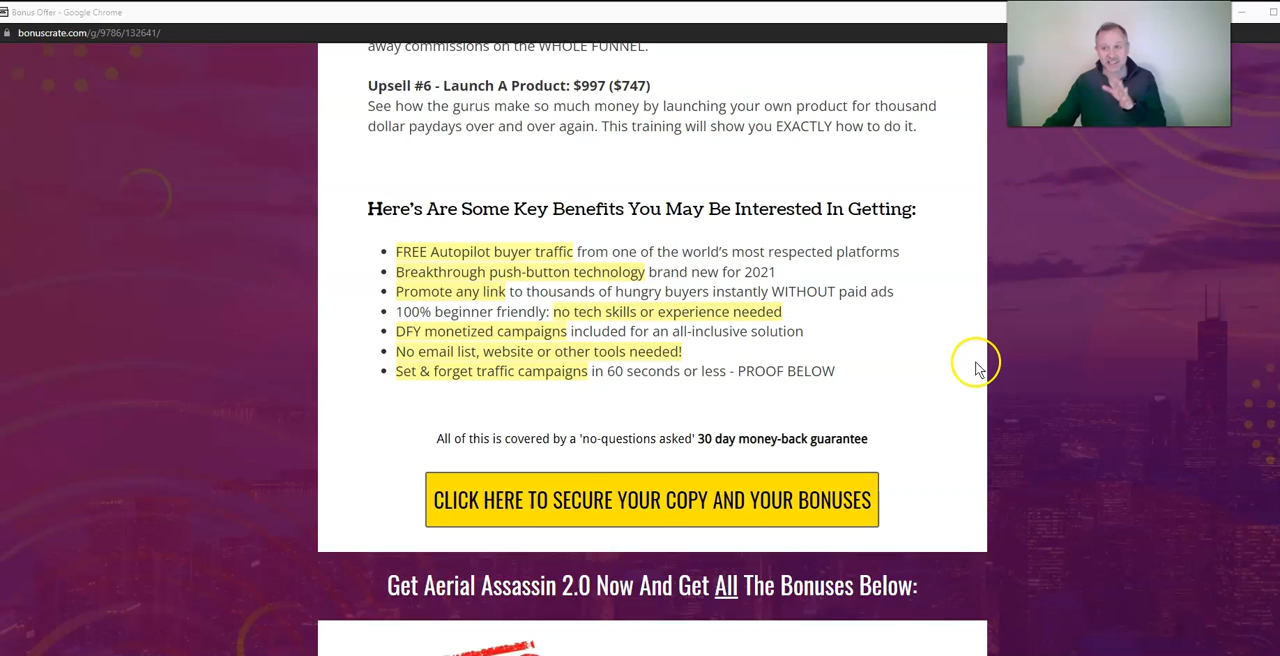 Bonus Offer - Google Chrome
bonuscrate.com/g/9786/132641/
away commissions on the WHOLE FUNNEL.
Upsell #6 - Launch A Product: $997 ($747)
See how the gurus make so much money by launching your own product for thousand
dollar paydays over and over again. This training will show you EXACTLY how to do it.
Here's Are Some Key Benefits You May Be Interested In Getting:
FREE Autopilot buyer traffic from one of the world's most respected platforms
Breakthrough push-button technology brand new for 2021
Promote any link to thousands of hungry buyers instantly WITHOUT paid ads
100% beginner friendly: no tech skills or experience needed
DFY monetized campaigns included for an all-inclusive solution
No email list, website or other tools needed!
Set & forget traffic campaigns in 60 seconds or less - PROOF BELOW
All of this is covered by a 'no-questions asked' 30 day money-back guarantee
CLICK HERE TO SECURE YOUR COPY AND YOUR BONUSES
Get Aerial Assassin 2.0 Now And Get All The Bonuses Below: